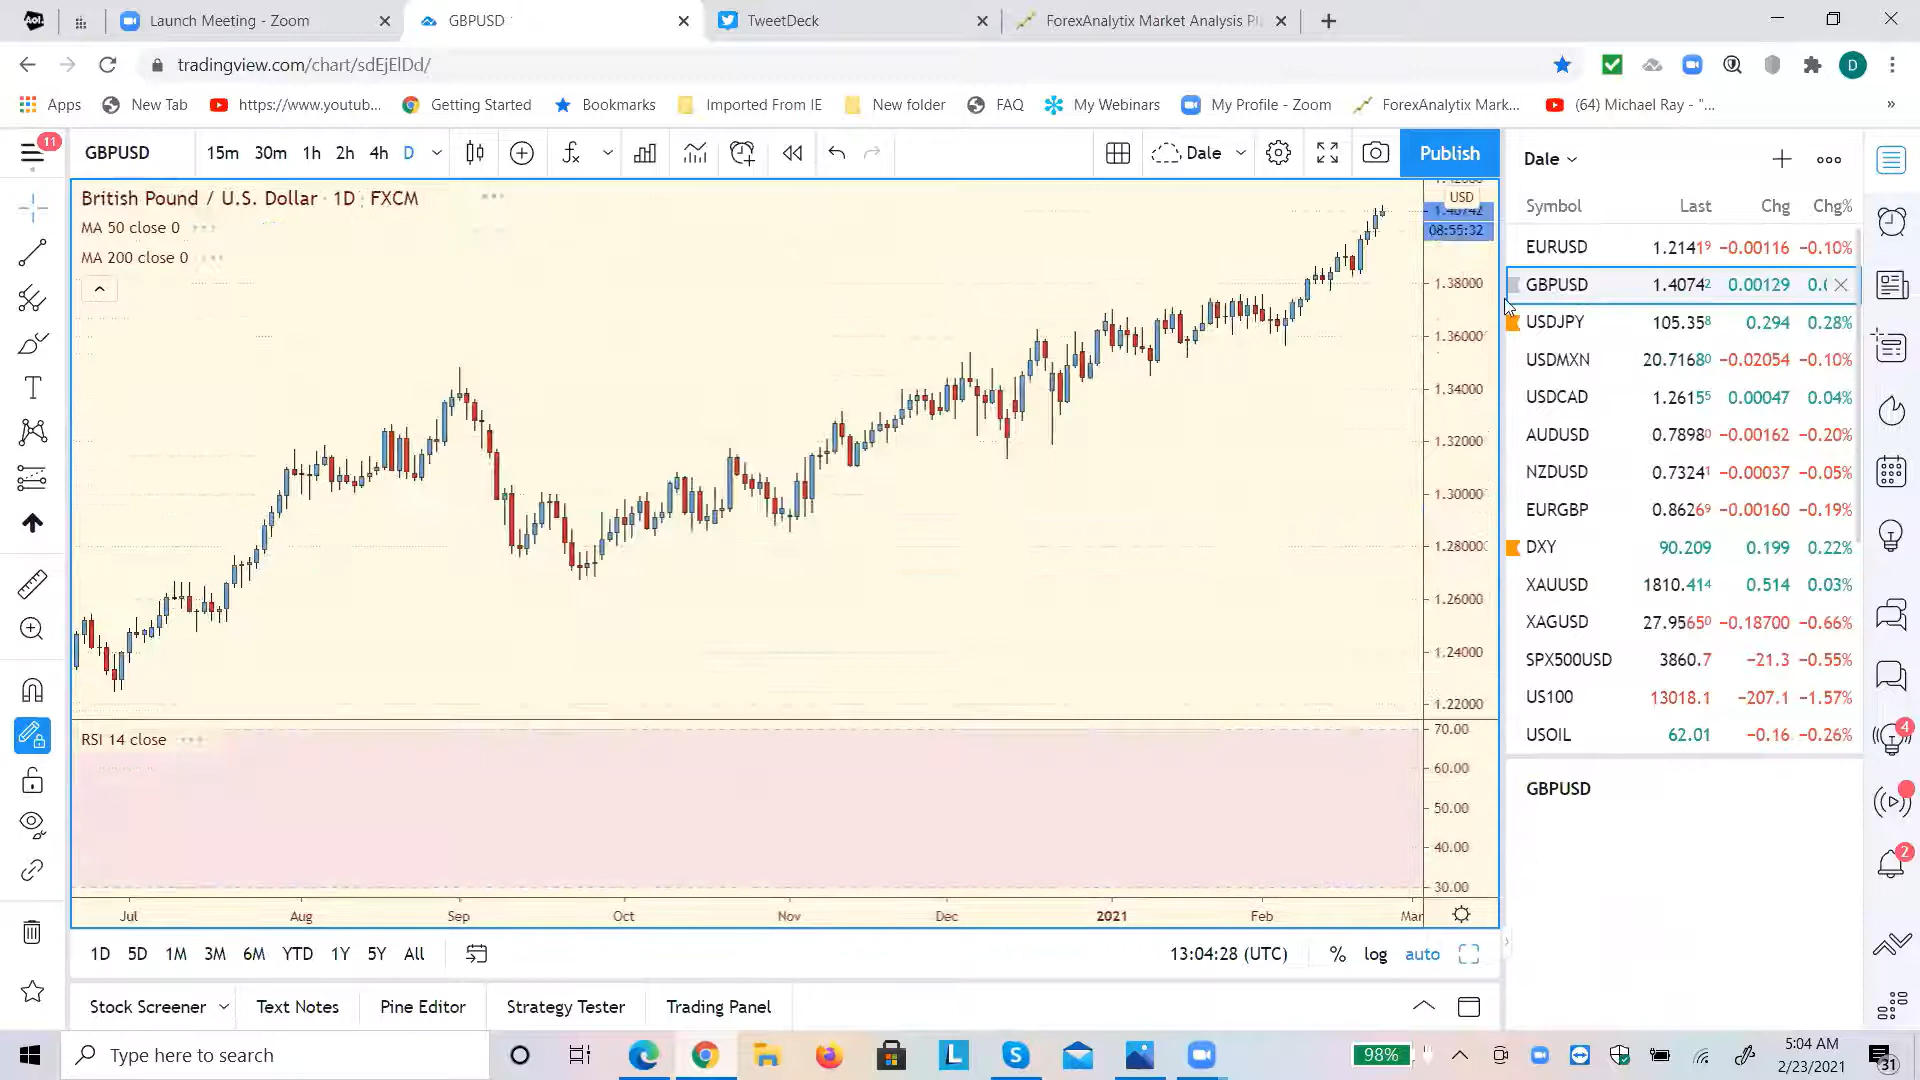 Aol.
Launch Meeting - Zoom
GBPUSD
TweetDeck
ForexAnalytix Market Analysis Pl
tradingview.com/chart/sdEjElDd/
D
Apps
New Tab
https://www.youtub...
Getting Started
Bookmarks
Imported From IE
New folder
FAQ
My Webinars
My Profile - Zoom
ForexAnalytix Mark...
(64) Michael Ray - "...
»
11
GBPUSD
15m 30m 1h 2h 4h D
Dale
Publish
Dale
British Pound / U.S. Dollar · 1D · FXCM
MA 50 close 0
MA 200 close 0
USD
1.40742
08:55:32
1.38000
1.36000
1.34000
1.32000
1.30000
1.28000
1.26000
1.24000
1.22000
RSI 14 close
70.00
60.00
50.00
40.00
30.00
Jul Aug Sep Oct Nov Dec 2021 Feb Mar
Symbol Last Chg Chg%
EURUSD 1.21419 −0.00116 −0.10%
GBPUSD 1.40742 0.00129 0.(
USDJPY 105.358 0.294 0.28%
USDMXN 20.71680 −0.02054 −0.10%
USDCAD 1.26155 0.00047 0.04%
AUDUSD 0.78980 −0.00162 −0.20%
NZDUSD 0.73241 −0.00037 −0.05%
EURGBP 0.86269 −0.00160 −0.19%
DXY 90.209 0.199 0.22%
XAUUSD 1810.414 0.514 0.03%
XAGUSD 27.95650 −0.18700 −0.66%
SPX500USD 3860.7 −21.3 −0.55%
US100 13018.1 −207.1 −1.57%
USOIL 62.01 −0.16 −0.26%
GBPUSD
4
2
1D 5D 1M 3M 6M YTD 1Y 5Y All
13:04:28 (UTC)
% log auto
Stock Screener
Text Notes
Pine Editor
Strategy Tester
Trading Panel
Type here to search
98%
5:04 AM
2/23/2021
31